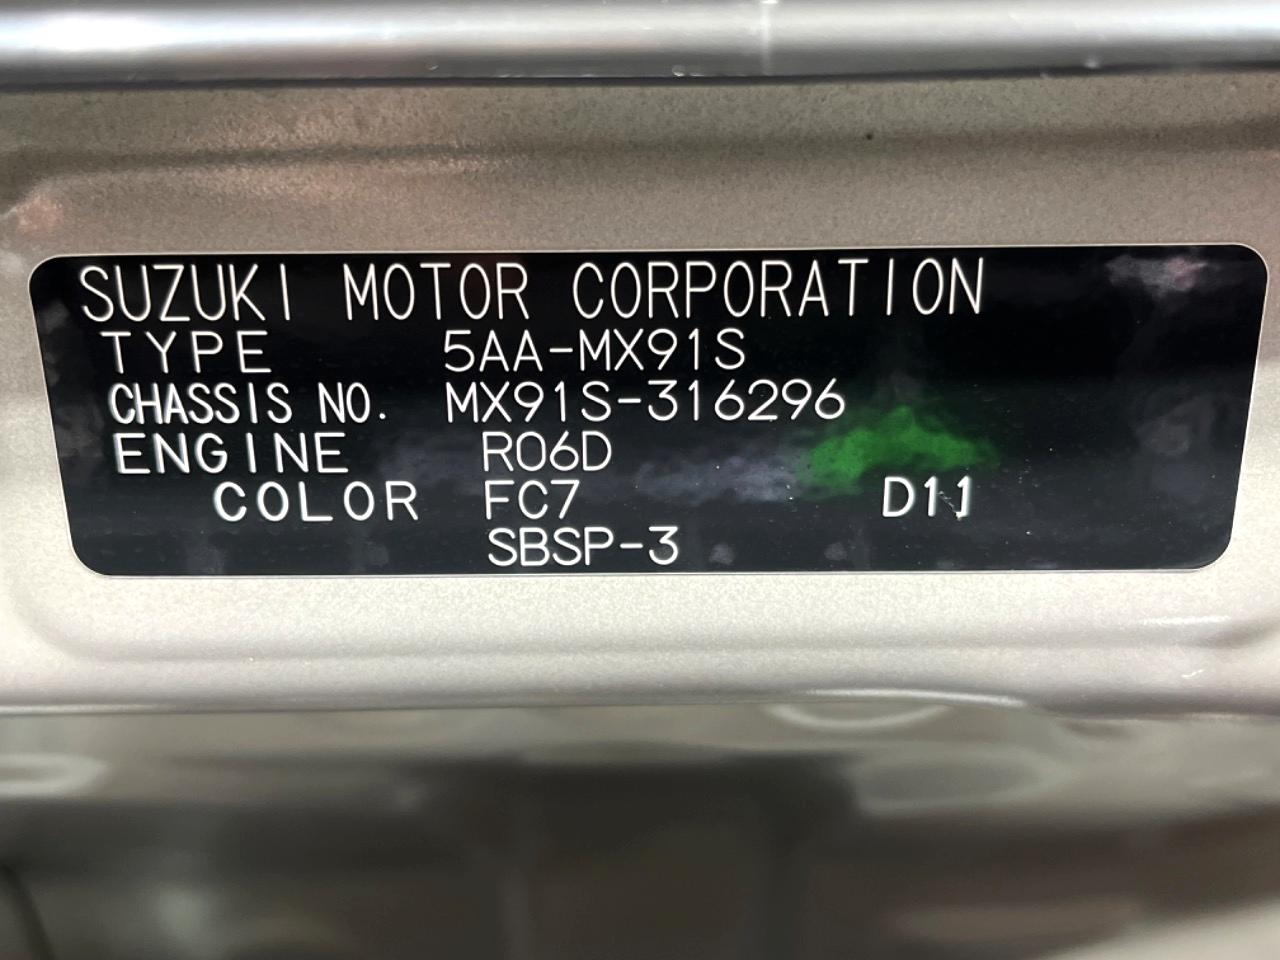 SUZUKI MOTOR CORPORATION
TYPE 5AA-MX91S
CHASSIS NO. MX91S-316296
ENGINE R06D
COLOR FC7 D11
SBSP-3